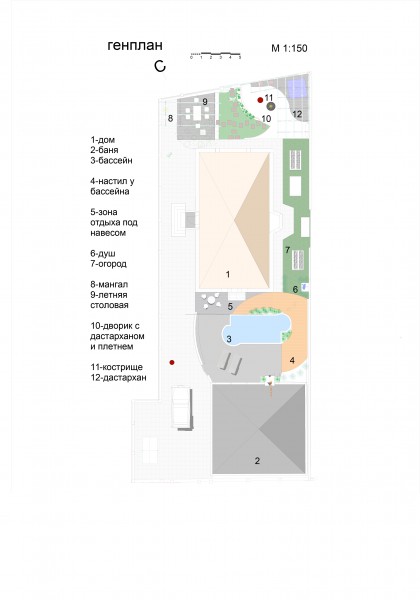 генплан
М 1:150
С
0 1 2 3 4 5
1-дом
2-баня
3-бассейн
4-настил у
бассейна
5-зона
отдыха под
навесом
6-душ
7-огород
8-мангал
9-летняя
столовая
10-дворик с
дастарханом
и плетнем
11-кострище
12-дастархан
9
11
8
10
12
7
1
6
5
3
4
2